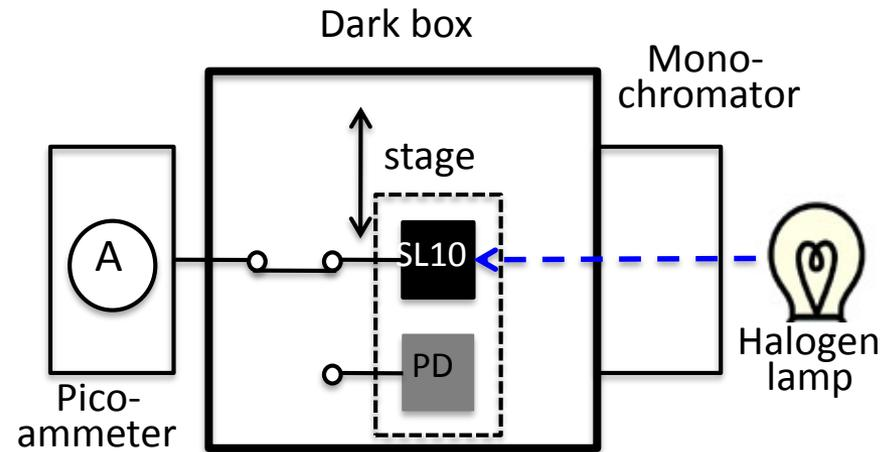 Dark box
Mono-
chromator
stage
A
SL10
PD
Halogen
lamp
Pico-
ammeter